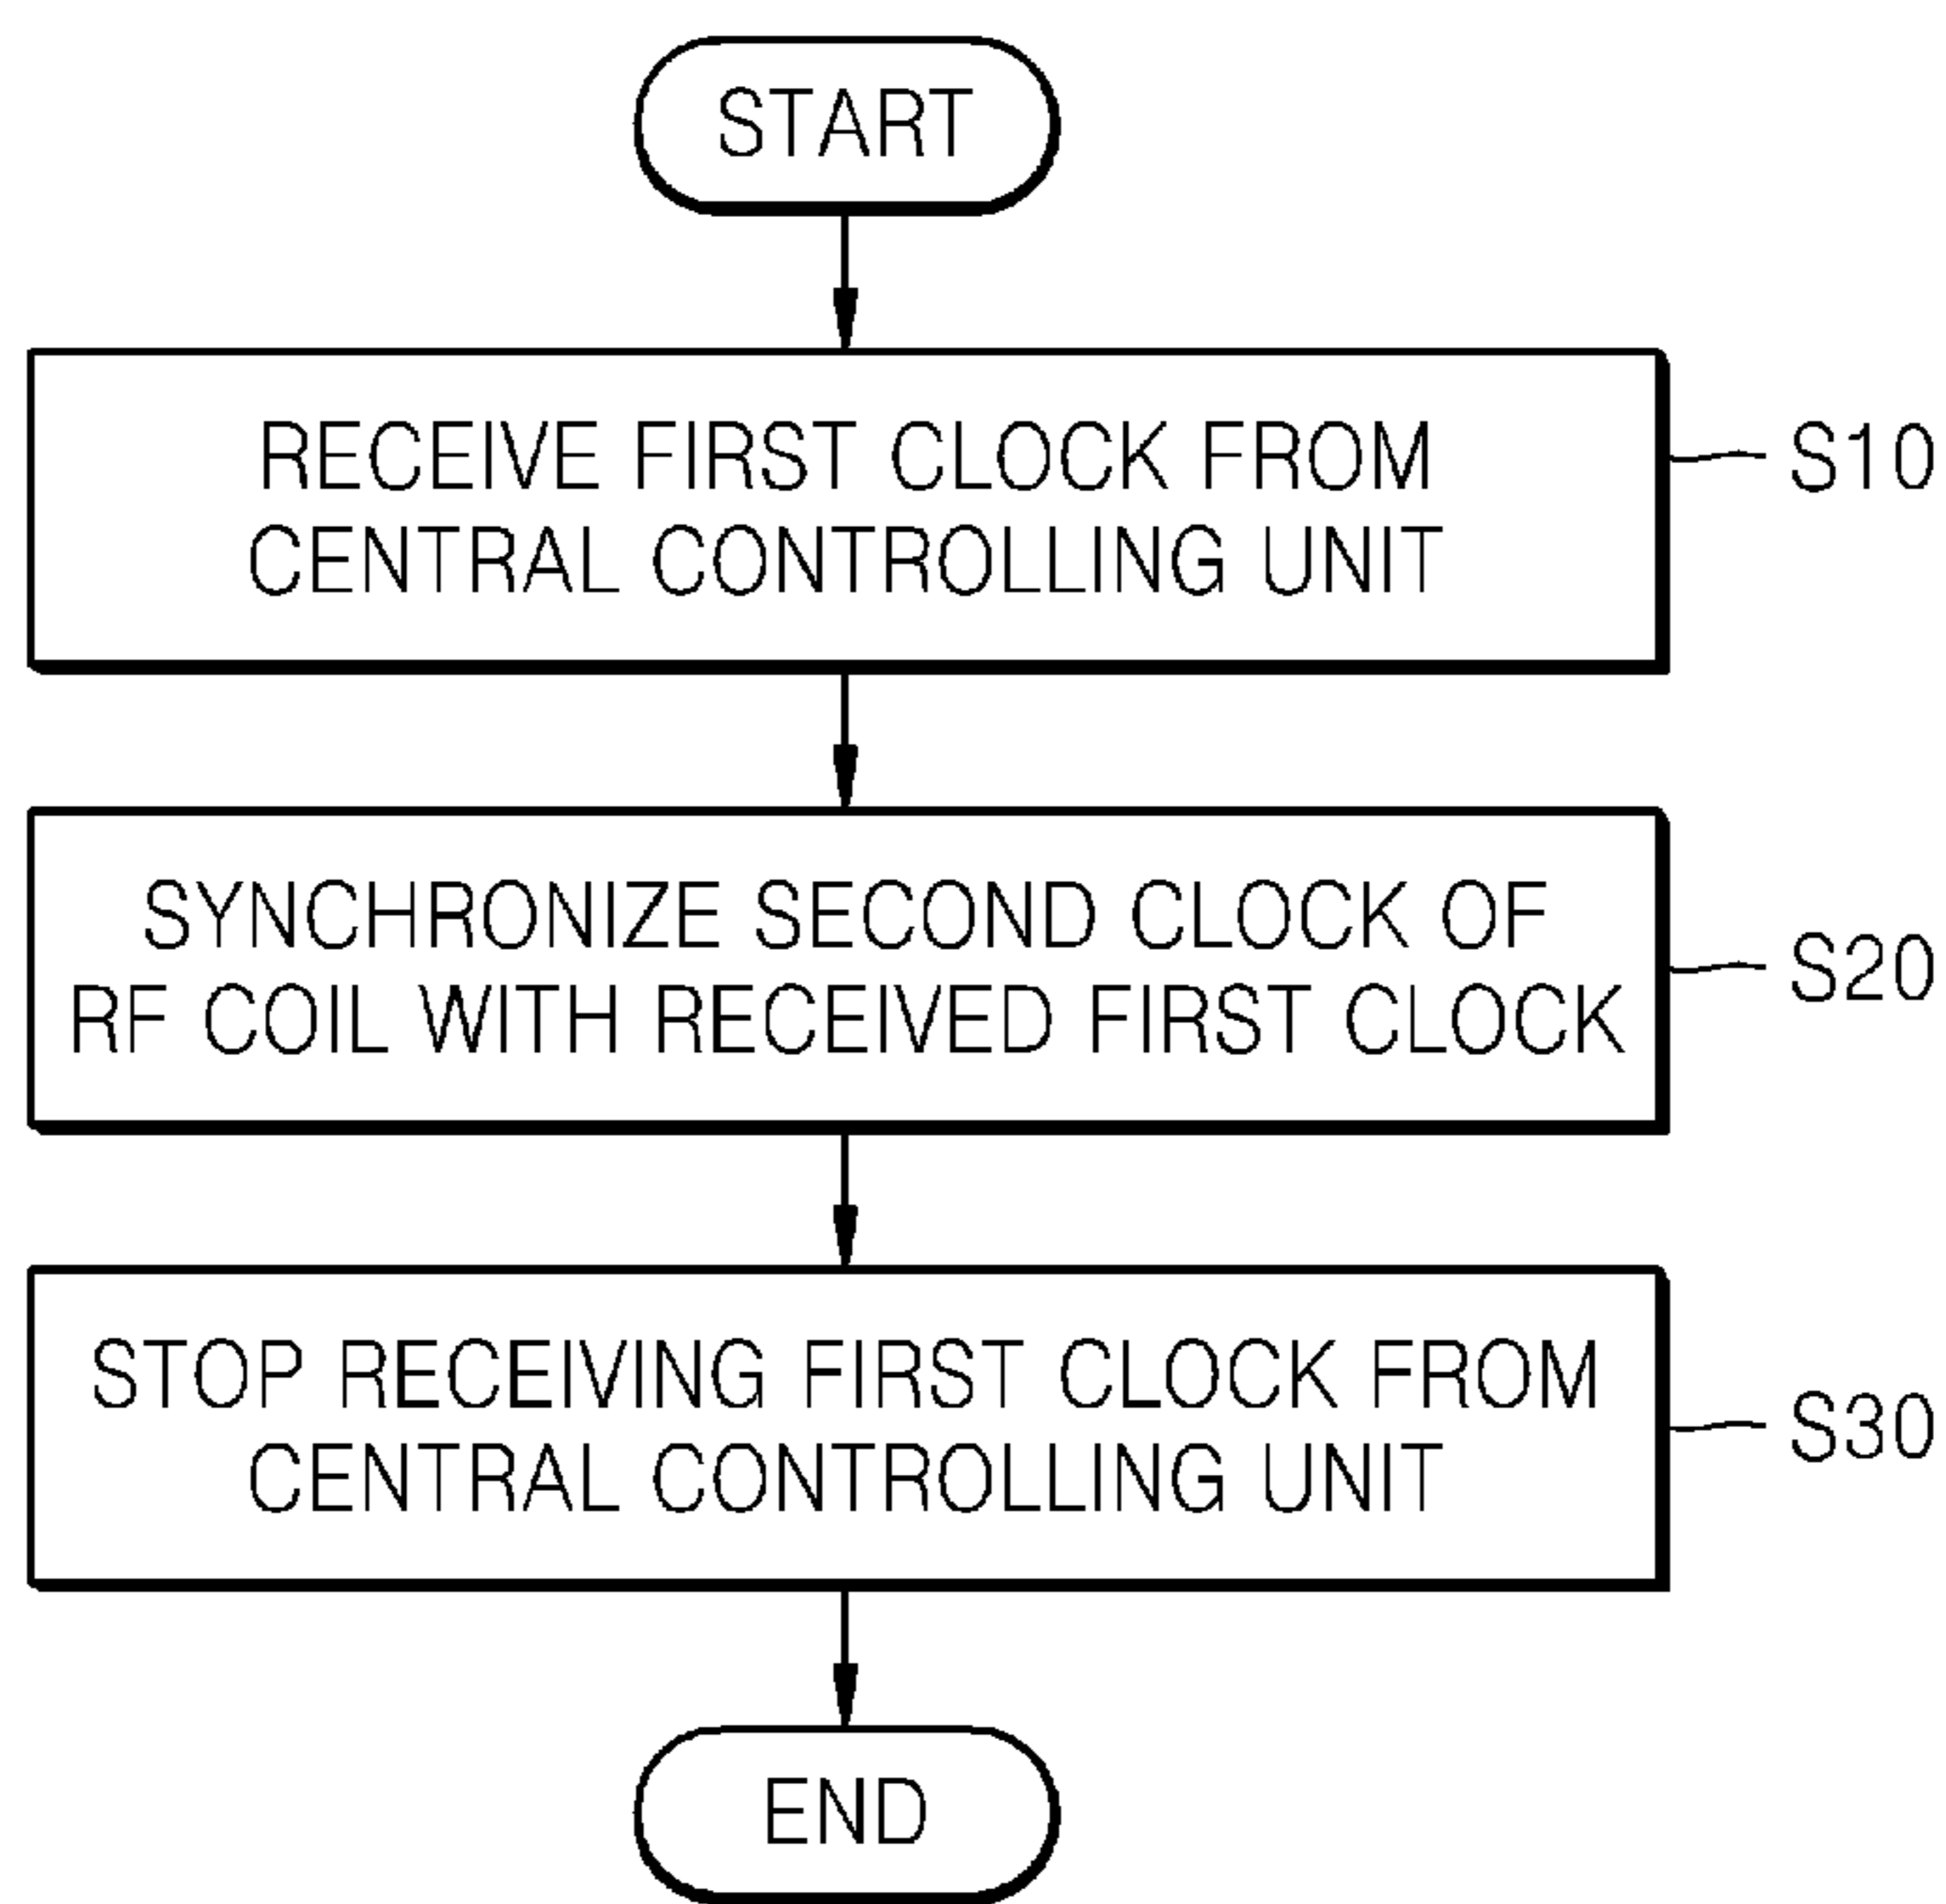 START
RECEIVE FIRST CLOCK FROM
CENTRAL CONTROLLING UNIT
S10
SYNCHRONIZE SECOND CLOCK OF
RF COIL WITH RECEIVED FIRST CLOCK
S20
STOP RECEIVING FIRST CLOCK FROM
CENTRAL CONTROLLING UNIT
S30
END